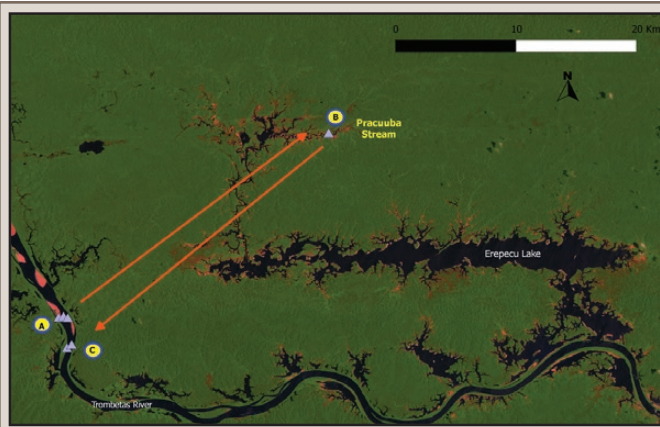 0 10 20 Km
N
B
Pracuuba
Stream
Erepecu Lake
A
C
Trombetas River